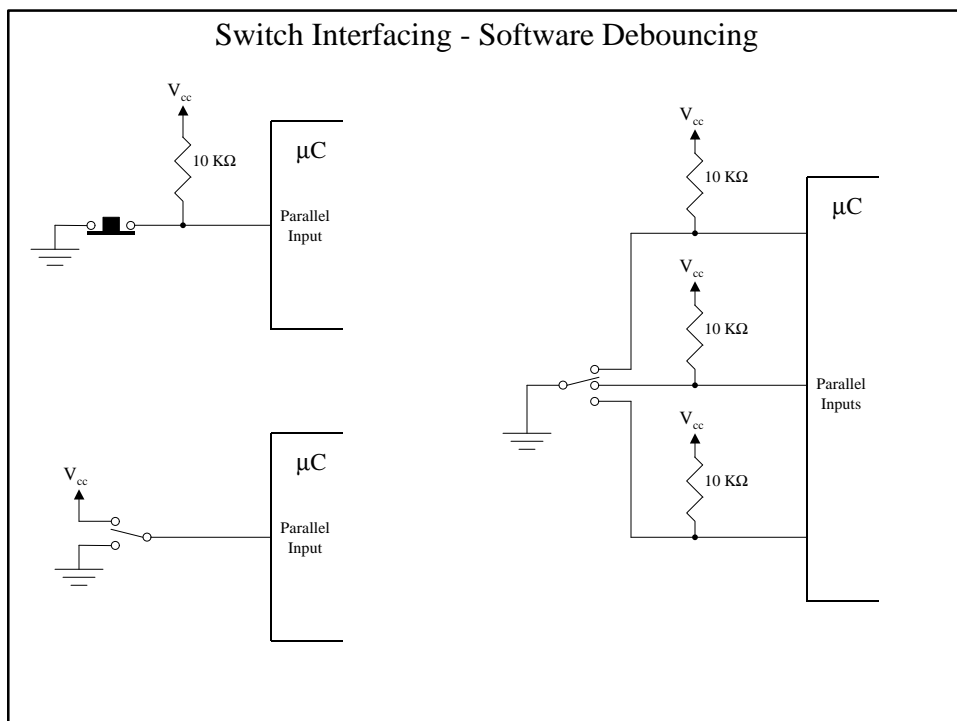 Switch Interfacing - Software Debouncing
Vcc
10 KΩ
µC
Parallel
Input
Vcc
µC
Parallel
Input
Vcc
10 KΩ
µC
Vcc
10 KΩ
Parallel
Inputs
Vcc
10 KΩ